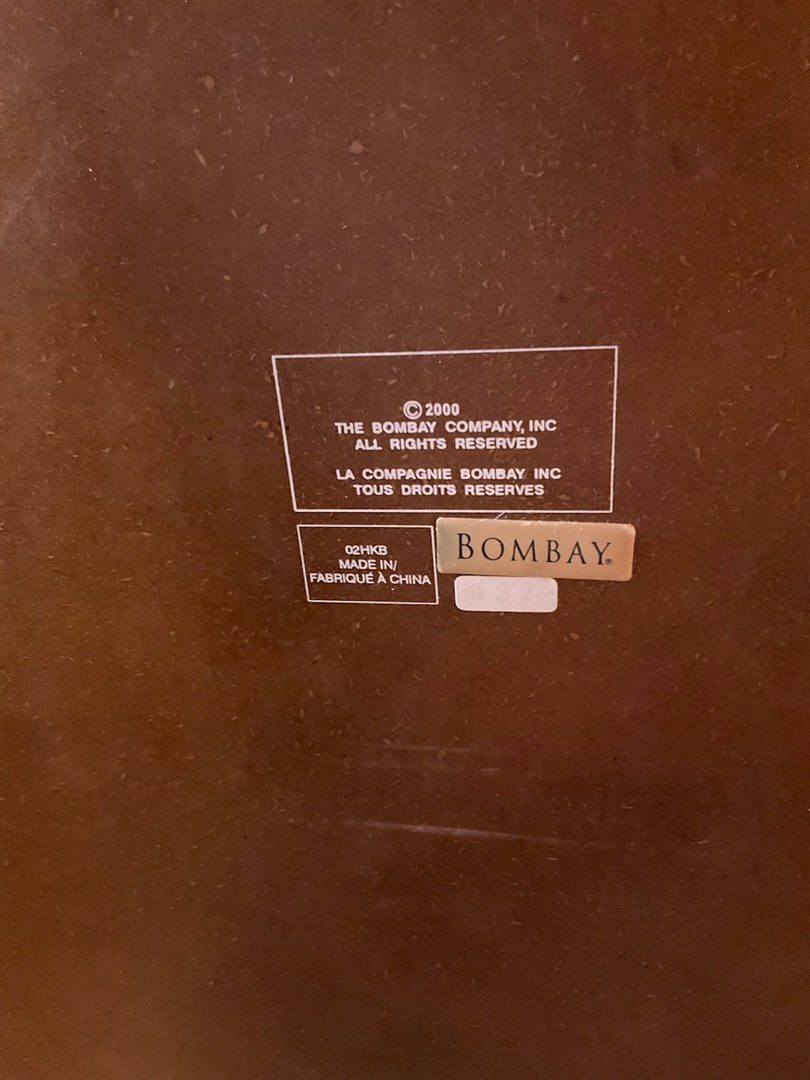 © 2000
THE BOMBAY COMPANY, INC
ALL RIGHTS RESERVED
LA COMPAGNIE BOMBAY INC
TOUS DROITS RESERVES
02HKB
MADE IN/
FABRIQUÉ À CHINA
BOMBAY®